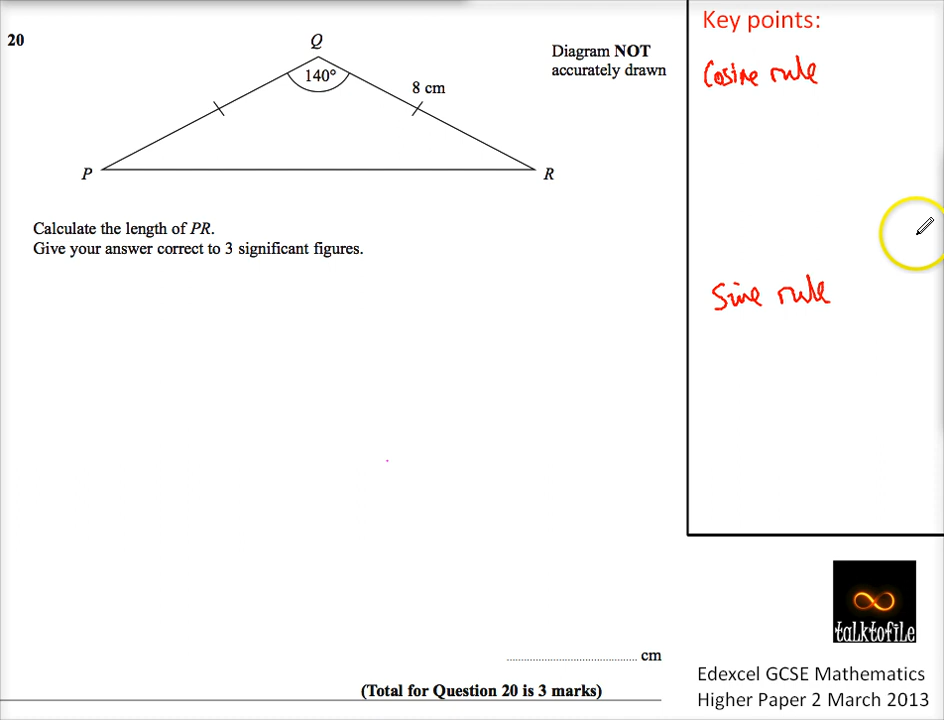 20
Q
140°
8 cm
Diagram NOT
accurately drawn
P
R
Calculate the length of PR.
Give your answer correct to 3 significant figures.
cm
(Total for Question 20 is 3 marks)
Key points:
Cosine rule
Sine rule
talktofile
Edexcel GCSE Mathematics
Higher Paper 2 March 2013